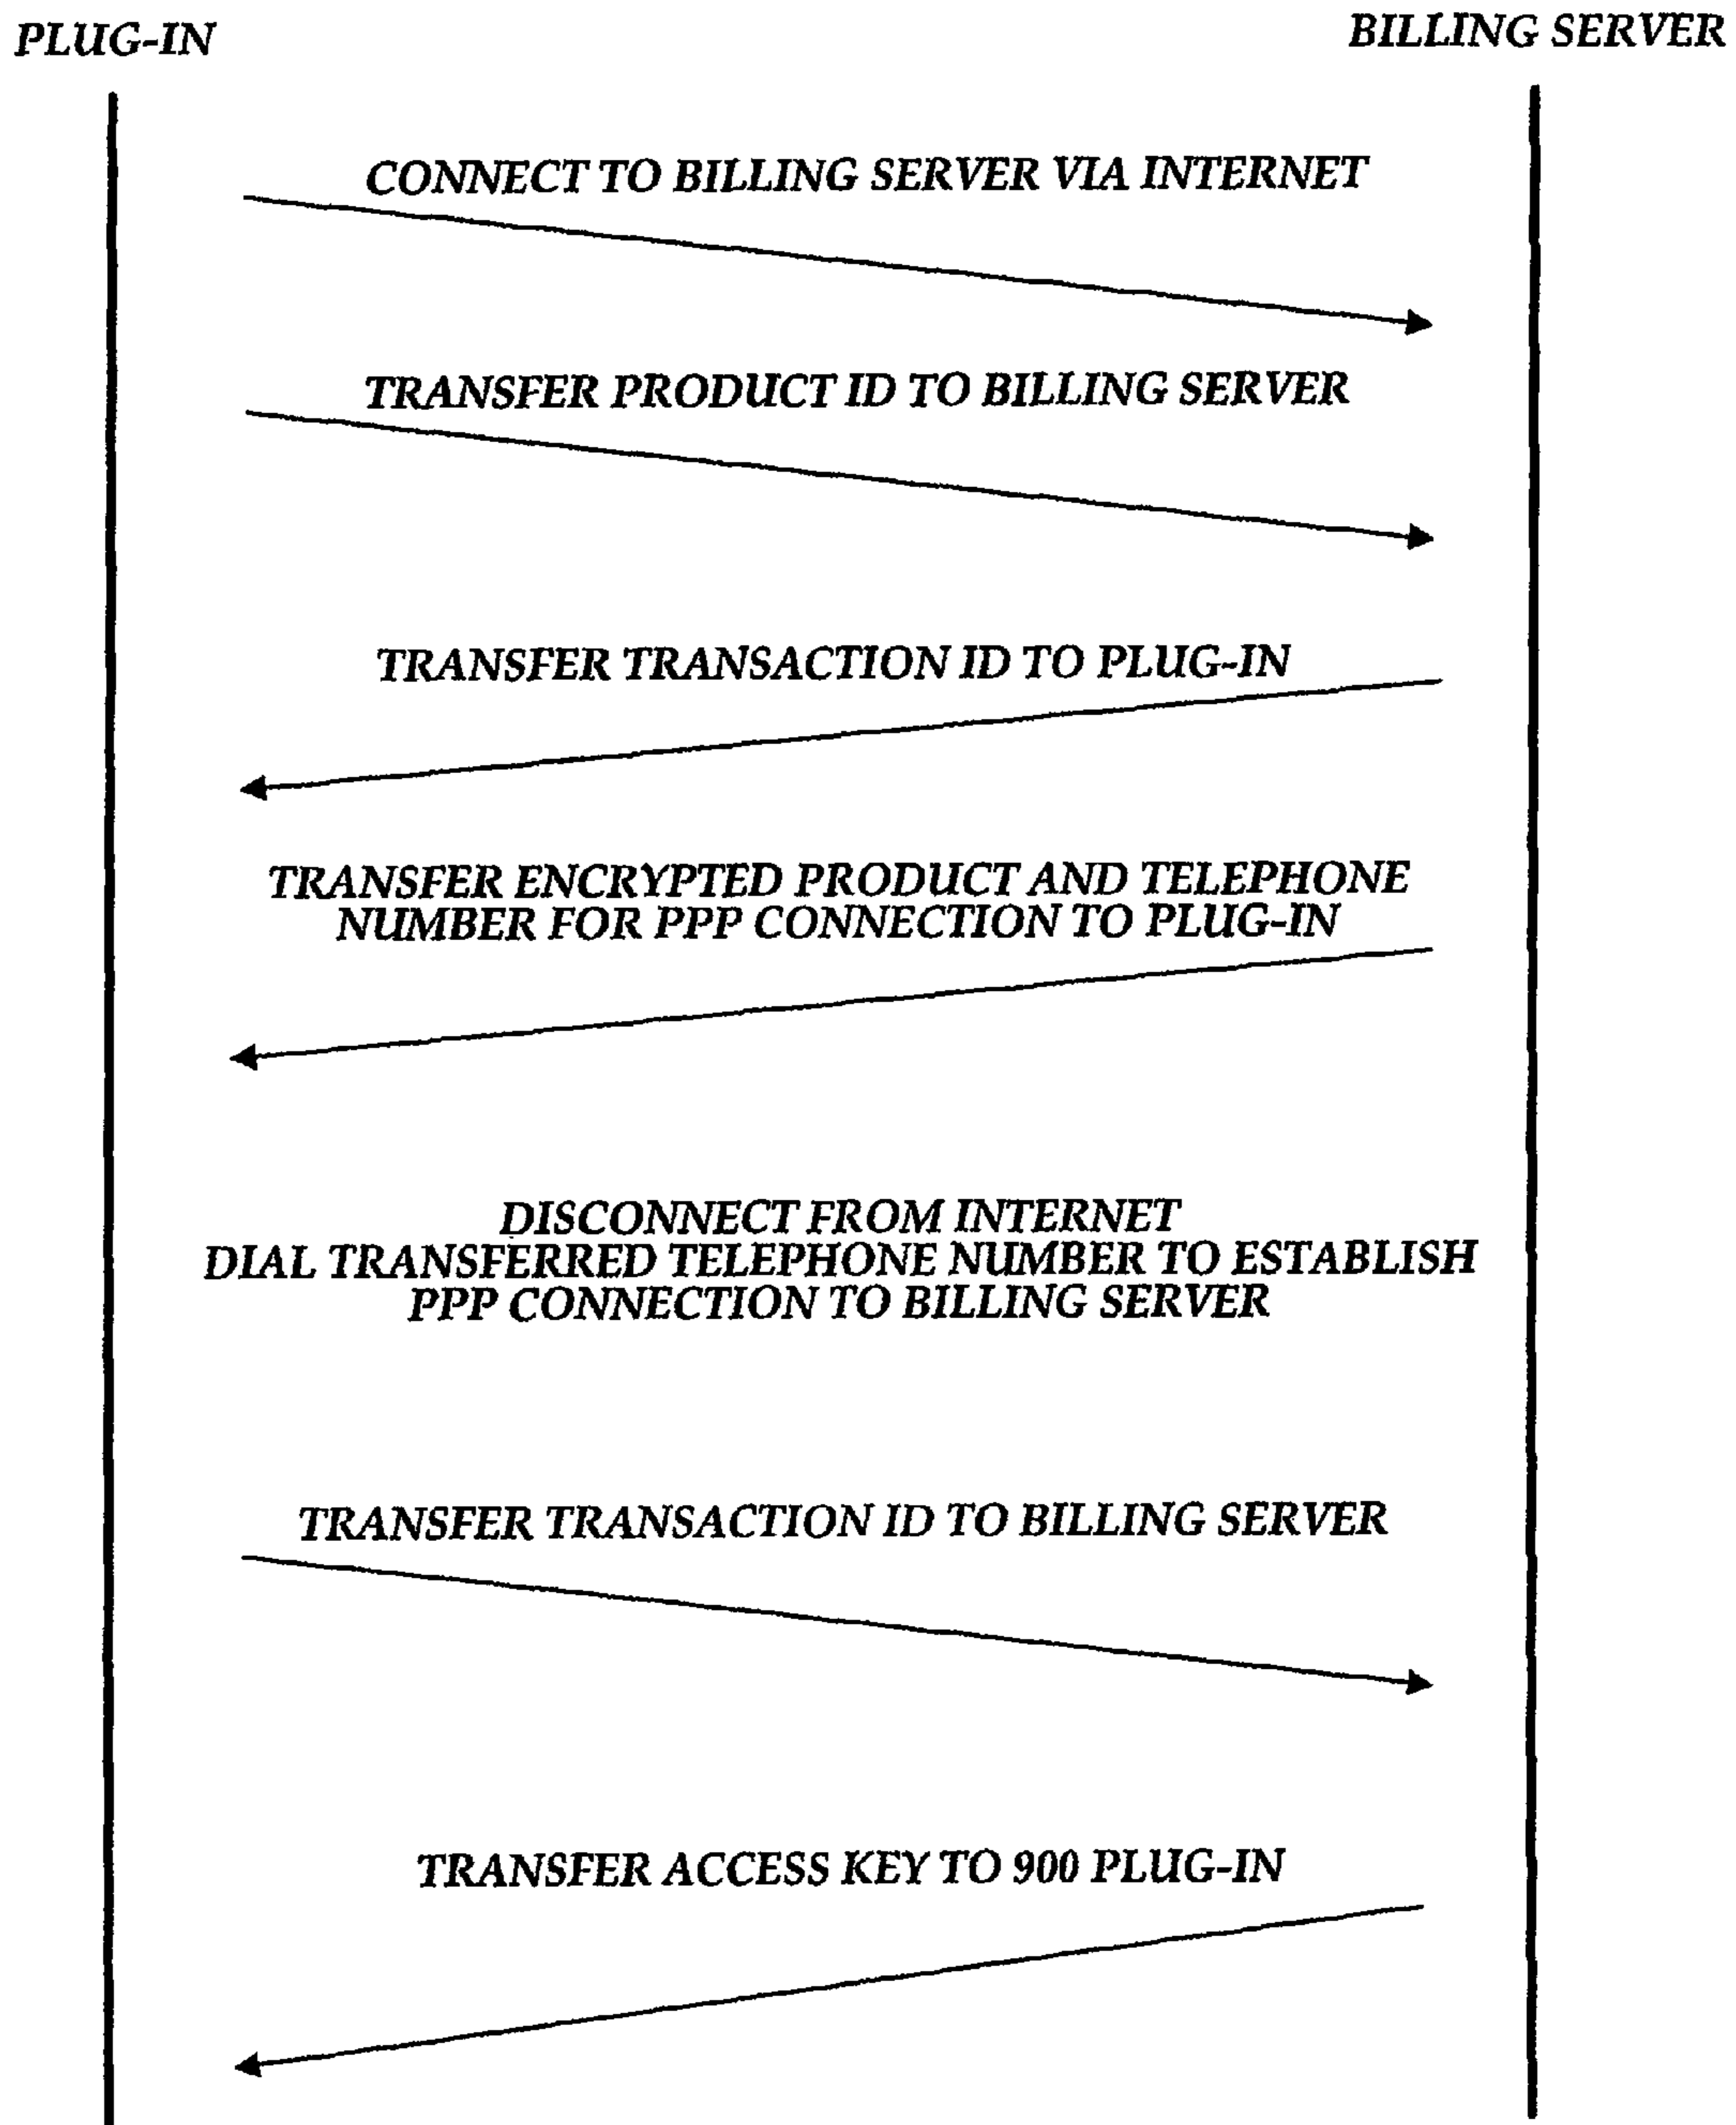 PLUG-IN
BILLING SERVER
CONNECT TO BILLING SERVER VIA INTERNET
TRANSFER PRODUCT ID TO BILLING SERVER
TRANSFER TRANSACTION ID TO PLUG-IN
TRANSFER ENCRYPTED PRODUCT AND TELEPHONE
NUMBER FOR PPP CONNECTION TO PLUG-IN
DISCONNECT FROM INTERNET
DIAL TRANSFERRED TELEPHONE NUMBER TO ESTABLISH
PPP CONNECTION TO BILLING SERVER
TRANSFER TRANSACTION ID TO BILLING SERVER
TRANSFER ACCESS KEY TO 900 PLUG-IN